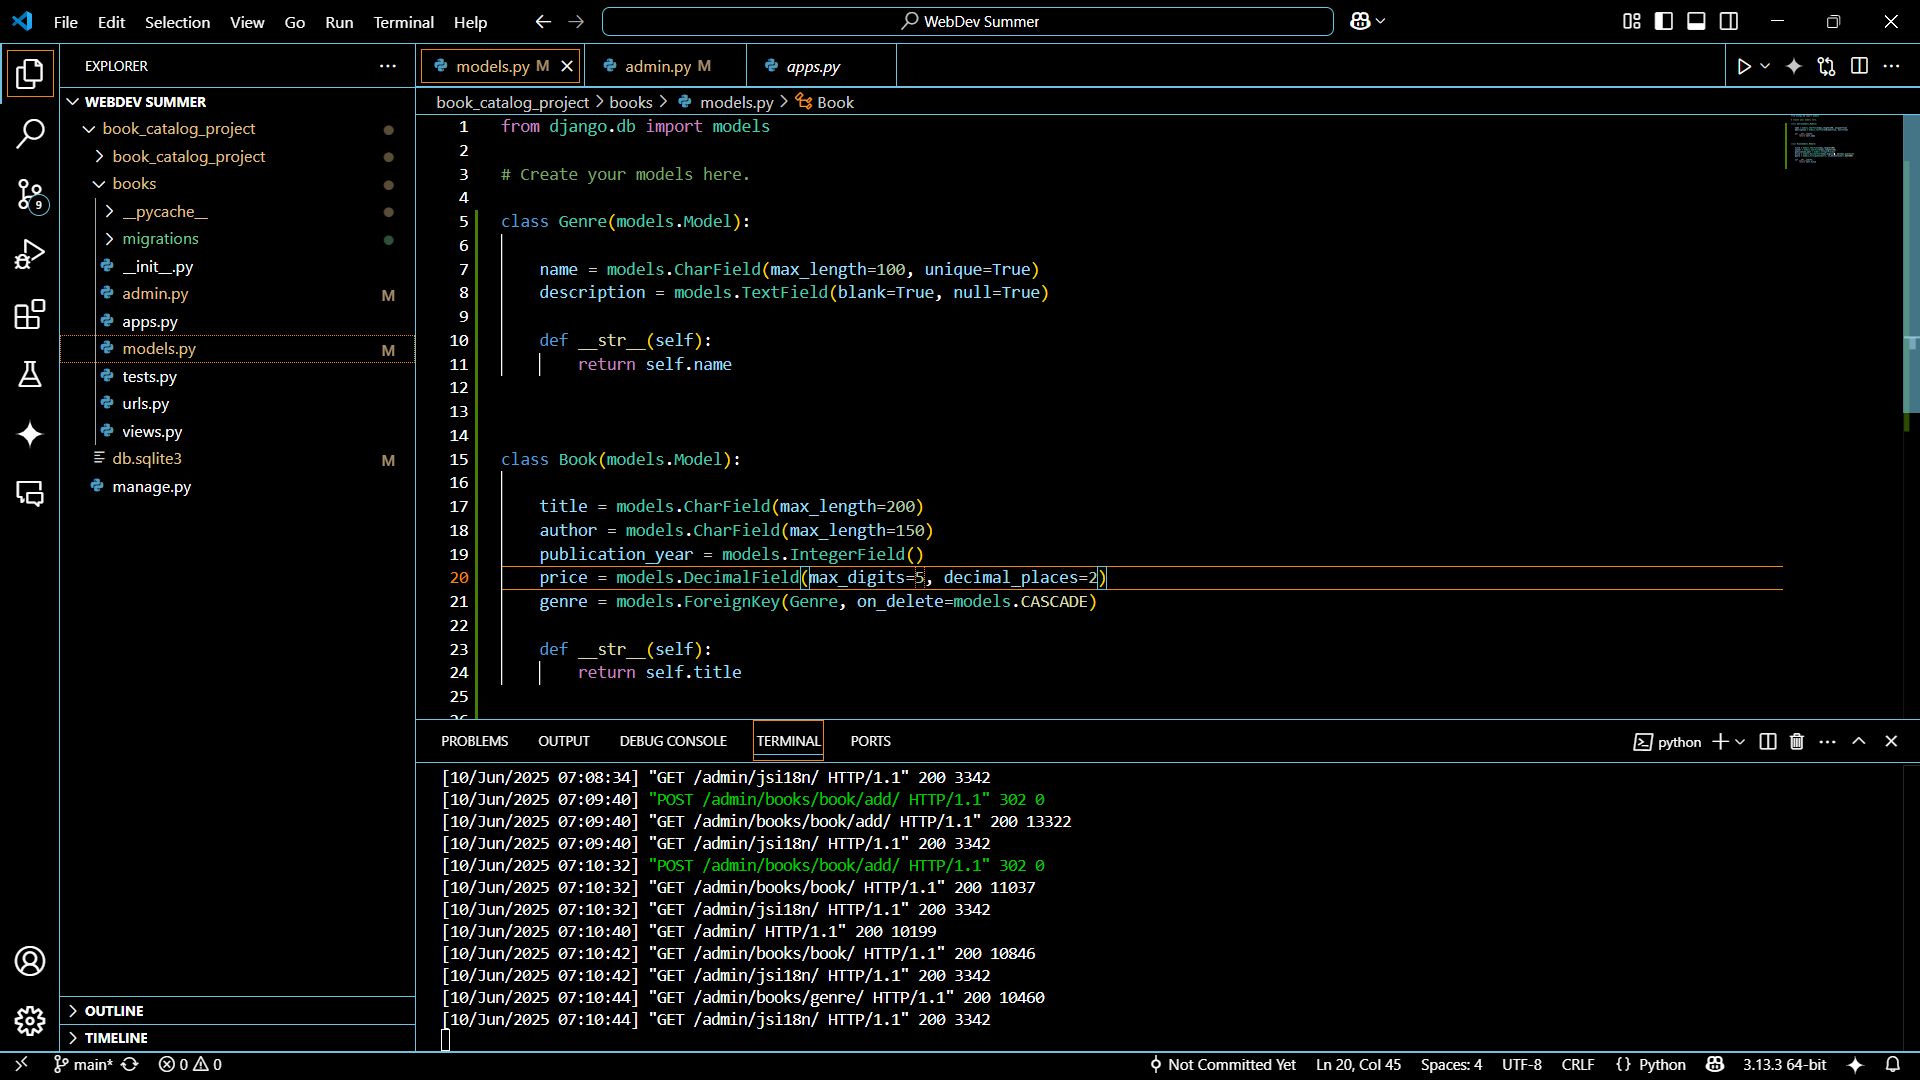 File Edit Selection View Go Run Terminal Help
WebDev Summer
EXPLORER
WEBDEV SUMMER
book_catalog_project
book_catalog_project
books
__pycache__
migrations
__init__.py
admin.py M
apps.py
models.py M
tests.py
urls.py
views.py
db.sqlite3 M
manage.py
OUTLINE
TIMELINE
9
models.py M
admin.py M
apps.py
book_catalog_project > books > models.py > Book
1 from django.db import models
2
3 # Create your models here.
4
5 class Genre(models.Model):
6
7 name = models.CharField(max_length=100, unique=True)
8 description = models.TextField(blank=True, null=True)
9
10 def __str__(self):
11 return self.name
12
13
14
15 class Book(models.Model):
16
17 title = models.CharField(max_length=200)
18 author = models.CharField(max_length=150)
19 publication_year = models.IntegerField()
20 price = models.DecimalField(max_digits=5, decimal_places=2)
21 genre = models.ForeignKey(Genre, on_delete=models.CASCADE)
22
23 def __str__(self):
24 return self.title
25
26
PROBLEMS OUTPUT DEBUG CONSOLE TERMINAL PORTS
python
[10/Jun/2025 07:08:34] "GET /admin/jsi18n/ HTTP/1.1" 200 3342
[10/Jun/2025 07:09:40] "POST /admin/books/book/add/ HTTP/1.1" 302 0
[10/Jun/2025 07:09:40] "GET /admin/books/book/add/ HTTP/1.1" 200 13322
[10/Jun/2025 07:09:40] "GET /admin/jsi18n/ HTTP/1.1" 200 3342
[10/Jun/2025 07:10:32] "POST /admin/books/book/add/ HTTP/1.1" 302 0
[10/Jun/2025 07:10:32] "GET /admin/books/book/ HTTP/1.1" 200 11037
[10/Jun/2025 07:10:32] "GET /admin/jsi18n/ HTTP/1.1" 200 3342
[10/Jun/2025 07:10:40] "GET /admin/ HTTP/1.1" 200 10199
[10/Jun/2025 07:10:42] "GET /admin/books/book/ HTTP/1.1" 200 10846
[10/Jun/2025 07:10:42] "GET /admin/jsi18n/ HTTP/1.1" 200 3342
[10/Jun/2025 07:10:44] "GET /admin/books/genre/ HTTP/1.1" 200 10460
[10/Jun/2025 07:10:44] "GET /admin/jsi18n/ HTTP/1.1" 200 3342
main* 0 0 Not Committed Yet Ln 20, Col 45 Spaces: 4 UTF-8 CRLF {} Python 3.13.3 64-bit